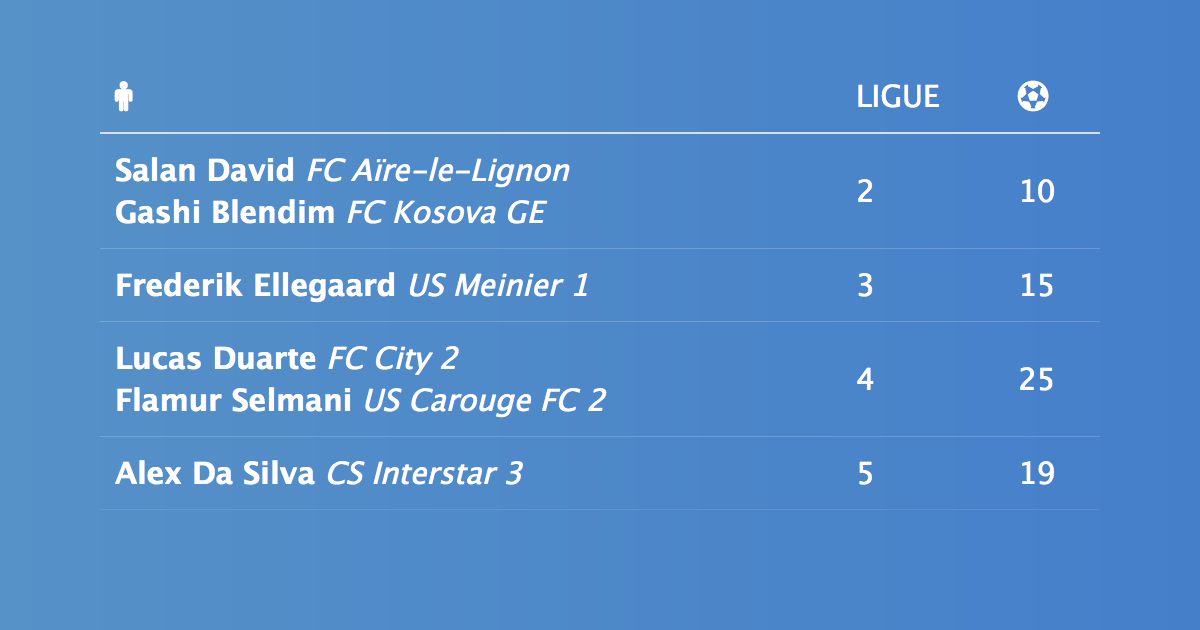 LIGUE
Salan David FC Aïre-le-Lignon
Gashi Blendim FC Kosova GE
2 10
Frederik Ellegaard US Meinier 1 3 15
Lucas Duarte FC City 2
Flamur Selmani US Carouge FC 2
4 25
Alex Da Silva CS Interstar 3 5 19